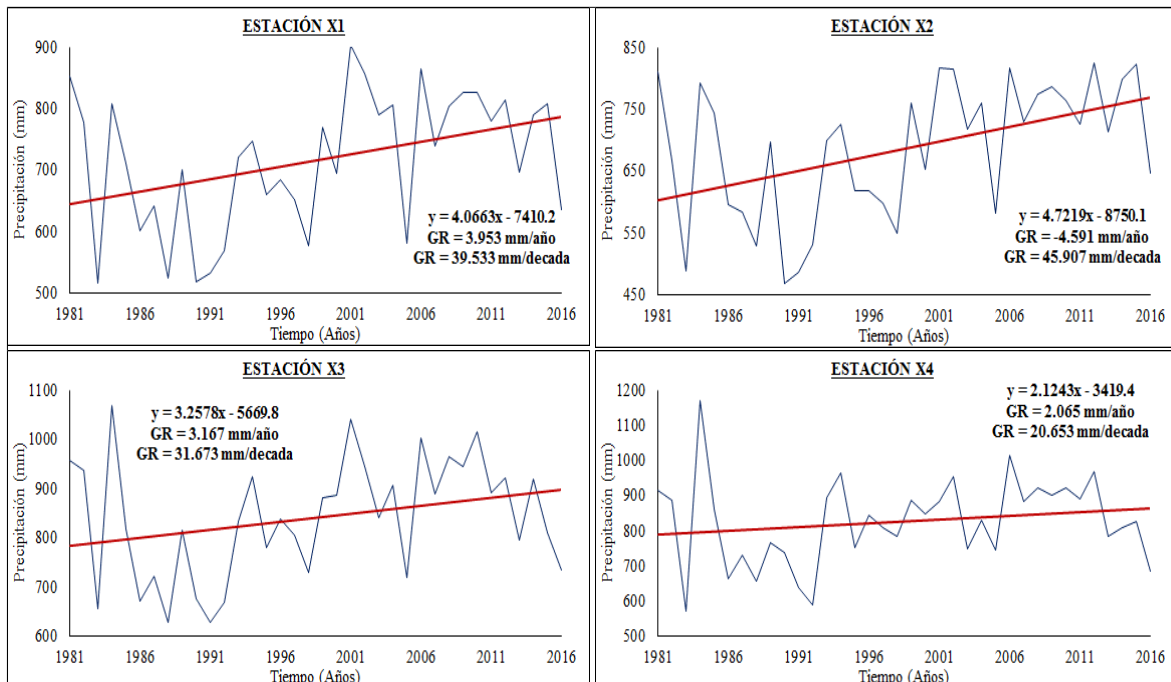 ESTACIÓN X1
Precipitación (mm)
900
800
700
600
500
y = 4.0663x - 7410.2
GR = 3.953 mm/año
GR = 39.533 mm/decada
1981 1986 1991 1996 2001 2006 2011 2016
Tiempo (Años)
ESTACIÓN X2
Precipitación (mm)
850
750
650
550
450
y = 4.7219x - 8750.1
GR = -4.591 mm/año
GR = 45.907 mm/decada
1981 1986 1991 1996 2001 2006 2011 2016
Tiempo (Años)
ESTACIÓN X3
Precipitación (mm)
1100
1000
900
800
700
600
y = 3.2578x - 5669.8
GR = 3.167 mm/año
GR = 31.673 mm/decada
1981 1986 1991 1996 2001 2006 2011 2016
Tiempo (Años)
ESTACIÓN X4
Precipitación (mm)
1200
1100
1000
900
800
700
600
500
y = 2.1243x - 3419.4
GR = 2.065 mm/año
GR = 20.653 mm/decada
1981 1986 1991 1996 2001 2006 2011 2016
Tiempo (Años)